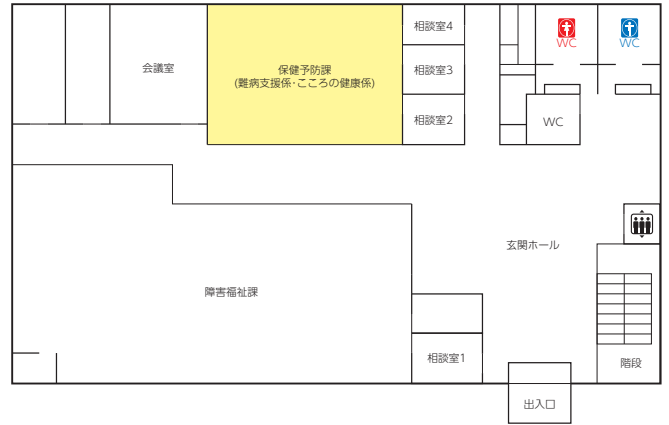 相談室4
WC
WC
会議室
保健予防課
(難病支援係・こころの健康係)
相談室3
相談室2
WC
玄関ホール
障害福祉課
相談室1
階段
出入口